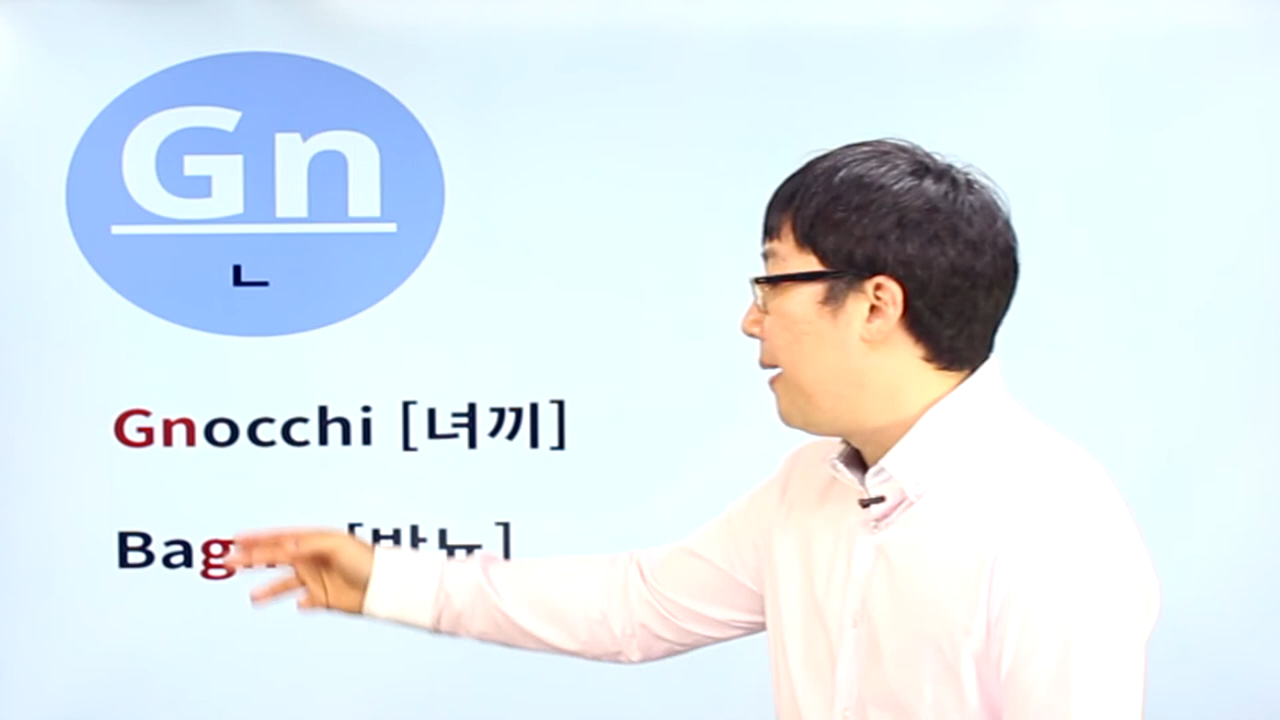 Gn
ㄴ
Gnocchi [녀끼]